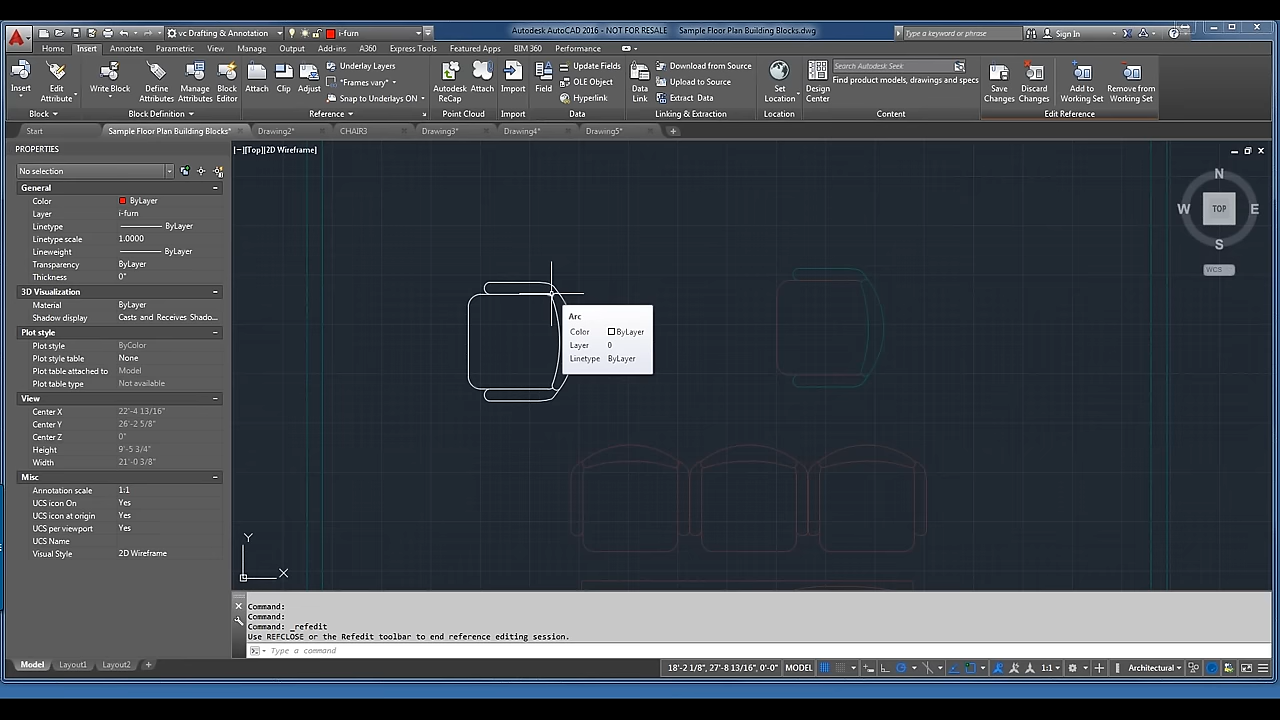 vc Drafting & Annotation
i-furn
Autodesk AutoCAD 2016 - NOT FOR RESALE Sample Floor Plan Building Blocks.dwg
Type a keyword or phrase
Sign In
Home Insert Annotate Parametric View Manage Output Add-ins A360 Express Tools Featured Apps BIM 360 Performance
Insert
Edit Attribute
Write Block
Define Attributes
Manage Attributes
Block Editor
Attach
Clip
Adjust
Underlay Layers
*Frames vary*
Snap to Underlays ON
Autodesk ReCap
Attach
Import
Field
Update Fields
OLE Object
Hyperlink
Data Link
Download from Source
Upload to Source
Extract Data
Set Location
Design Center
Search Autodesk Seek
Find product models, drawings and specs
Save Changes
Discard Changes
Add to Working Set
Remove from Working Set
Block Block Definition Reference Point Cloud Import Data Linking & Extraction Location Content Edit Reference
Start Sample Floor Plan Building Blocks* Drawing2* CHAIR3 Drawing3* Drawing4* Drawing5*
PROPERTIES
[−][Top][2D Wireframe]
No selection
General
Color ByLayer
Layer i-furn
Linetype ByLayer
Linetype scale 1.0000
Lineweight ByLayer
Transparency ByLayer
Thickness 0"
3D Visualization
Material ByLayer
Shadow display Casts and Receives Shado...
Plot style
Plot style ByColor
Plot style table None
Plot table attached to Model
Plot table type Not available
View
Center X 22'-4 13/16"
Center Y 26'-2 5/8"
Center Z 0"
Height 9'-5 3/4"
Width 21'-0 3/8"
Misc
Annotation scale 1:1
UCS icon On Yes
UCS icon at origin Yes
UCS per viewport Yes
UCS Name
Visual Style 2D Wireframe
Arc
Color ByLayer
Layer 0
Linetype ByLayer
N
W TOP E
S
WCS
Y
X
Command:
Command:
Command: _refedit
Use REFCLOSE or the Refedit toolbar to end reference editing session.
Type a command
Model Layout1 Layout2 +
18'-2 1/8", 27'-8 13/16", 0'-0" MODEL 1:1 Architectural